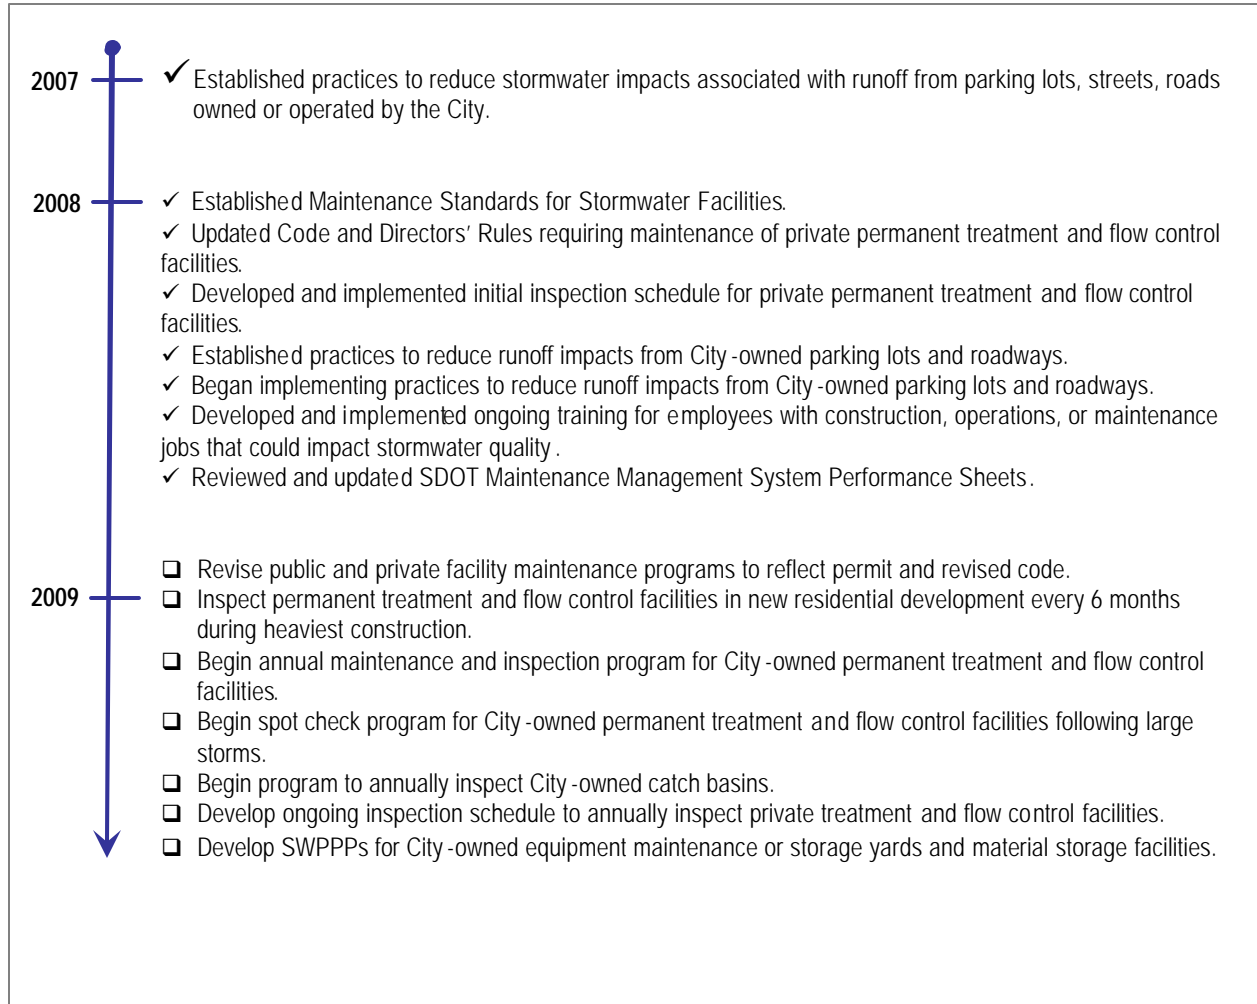 2007 ✓ Established practices to reduce stormwater impacts associated with runoff from parking lots, streets, roads
owned or operated by the City.
2008 ✓ Established Maintenance Standards for Stormwater Facilities.
✓ Updated Code and Directors’ Rules requiring maintenance of private permanent treatment and flow control
facilities.
✓ Developed and implemented initial inspection schedule for private permanent treatment and flow control
facilities.
✓ Established practices to reduce runoff impacts from City-owned parking lots and roadways.
✓ Began implementing practices to reduce runoff impacts from City-owned parking lots and roadways.
✓ Developed and implemented ongoing training for employees with construction, operations, or maintenance
jobs that could impact stormwater quality.
✓ Reviewed and updated SDOT Maintenance Management System Performance Sheets.
❑ Revise public and private facility maintenance programs to reflect permit and revised code.
2009 ❑ Inspect permanent treatment and flow control facilities in new residential development every 6 months
during heaviest construction.
❑ Begin annual maintenance and inspection program for City-owned permanent treatment and flow control
facilities.
❑ Begin spot check program for City-owned permanent treatment and flow control facilities following large
storms.
❑ Begin program to annually inspect City-owned catch basins.
❑ Develop ongoing inspection schedule to annually inspect private treatment and flow control facilities.
❑ Develop SWPPPs for City-owned equipment maintenance or storage yards and material storage facilities.